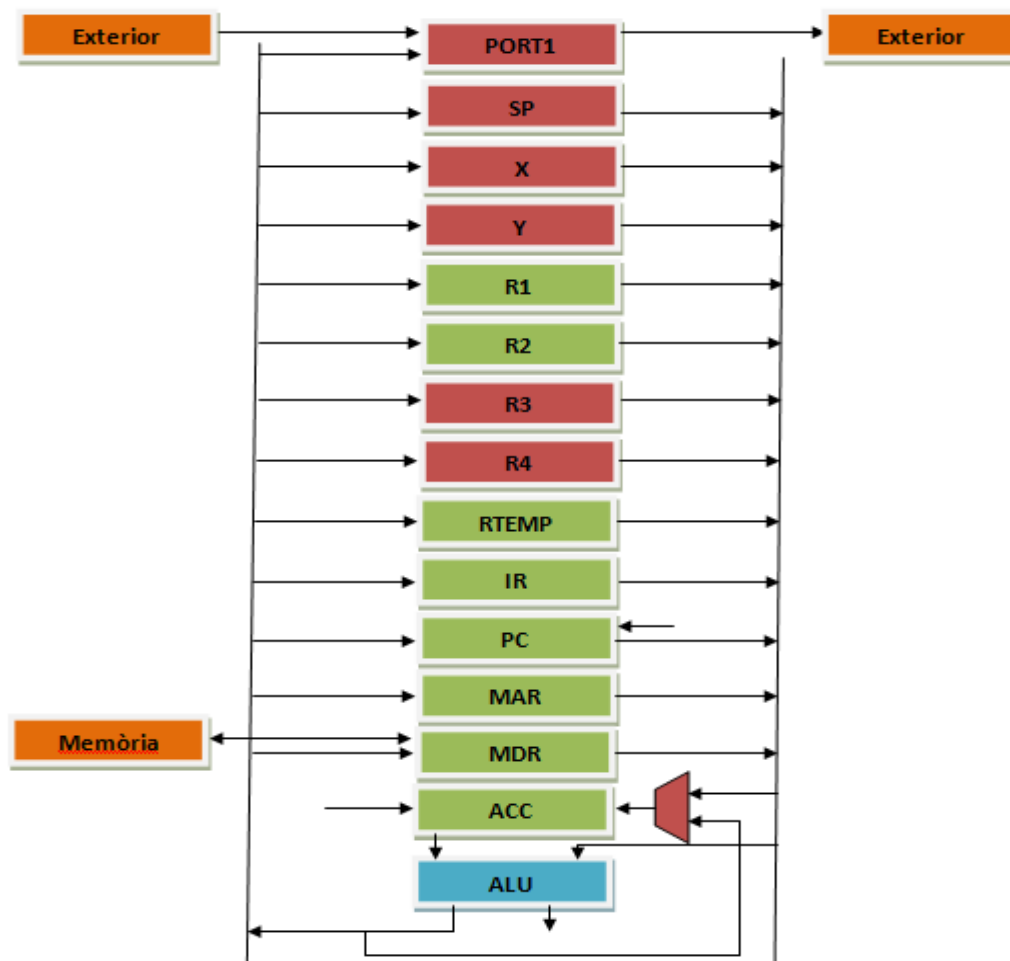 Exterior
PORT1
Exterior
SP
X
Y
R1
R2
R3
R4
RTEMP
IR
PC
MAR
Memòria
MDR
ACC
ALU